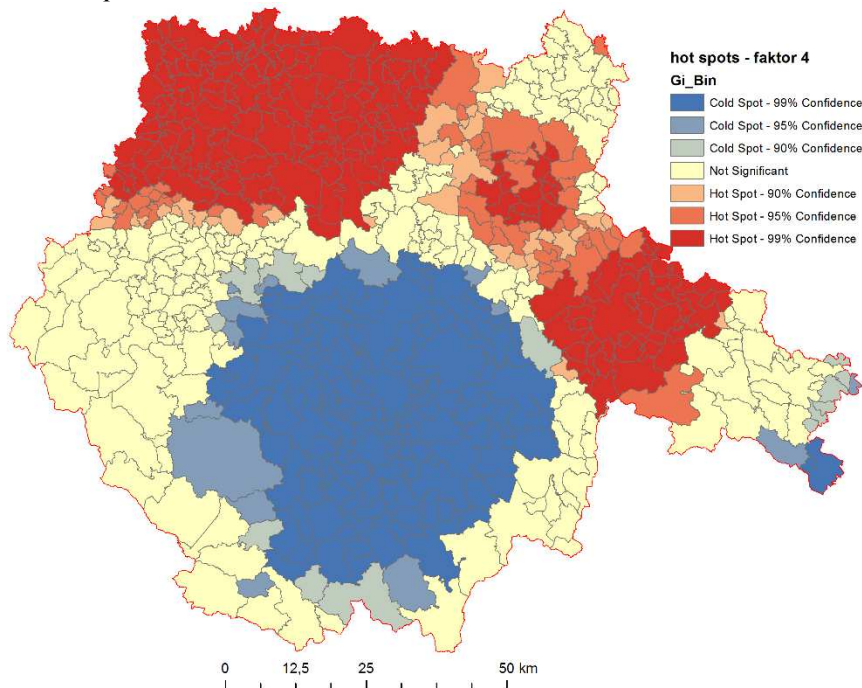 hot spots - faktor 4
Gi_Bin
Cold Spot - 99% Confidence
Cold Spot - 95% Confidence
Cold Spot - 90% Confidence
Not Significant
Hot Spot - 90% Confidence
Hot Spot - 95% Confidence
Hot Spot - 99% Confidence
0 12,5 25 50 km